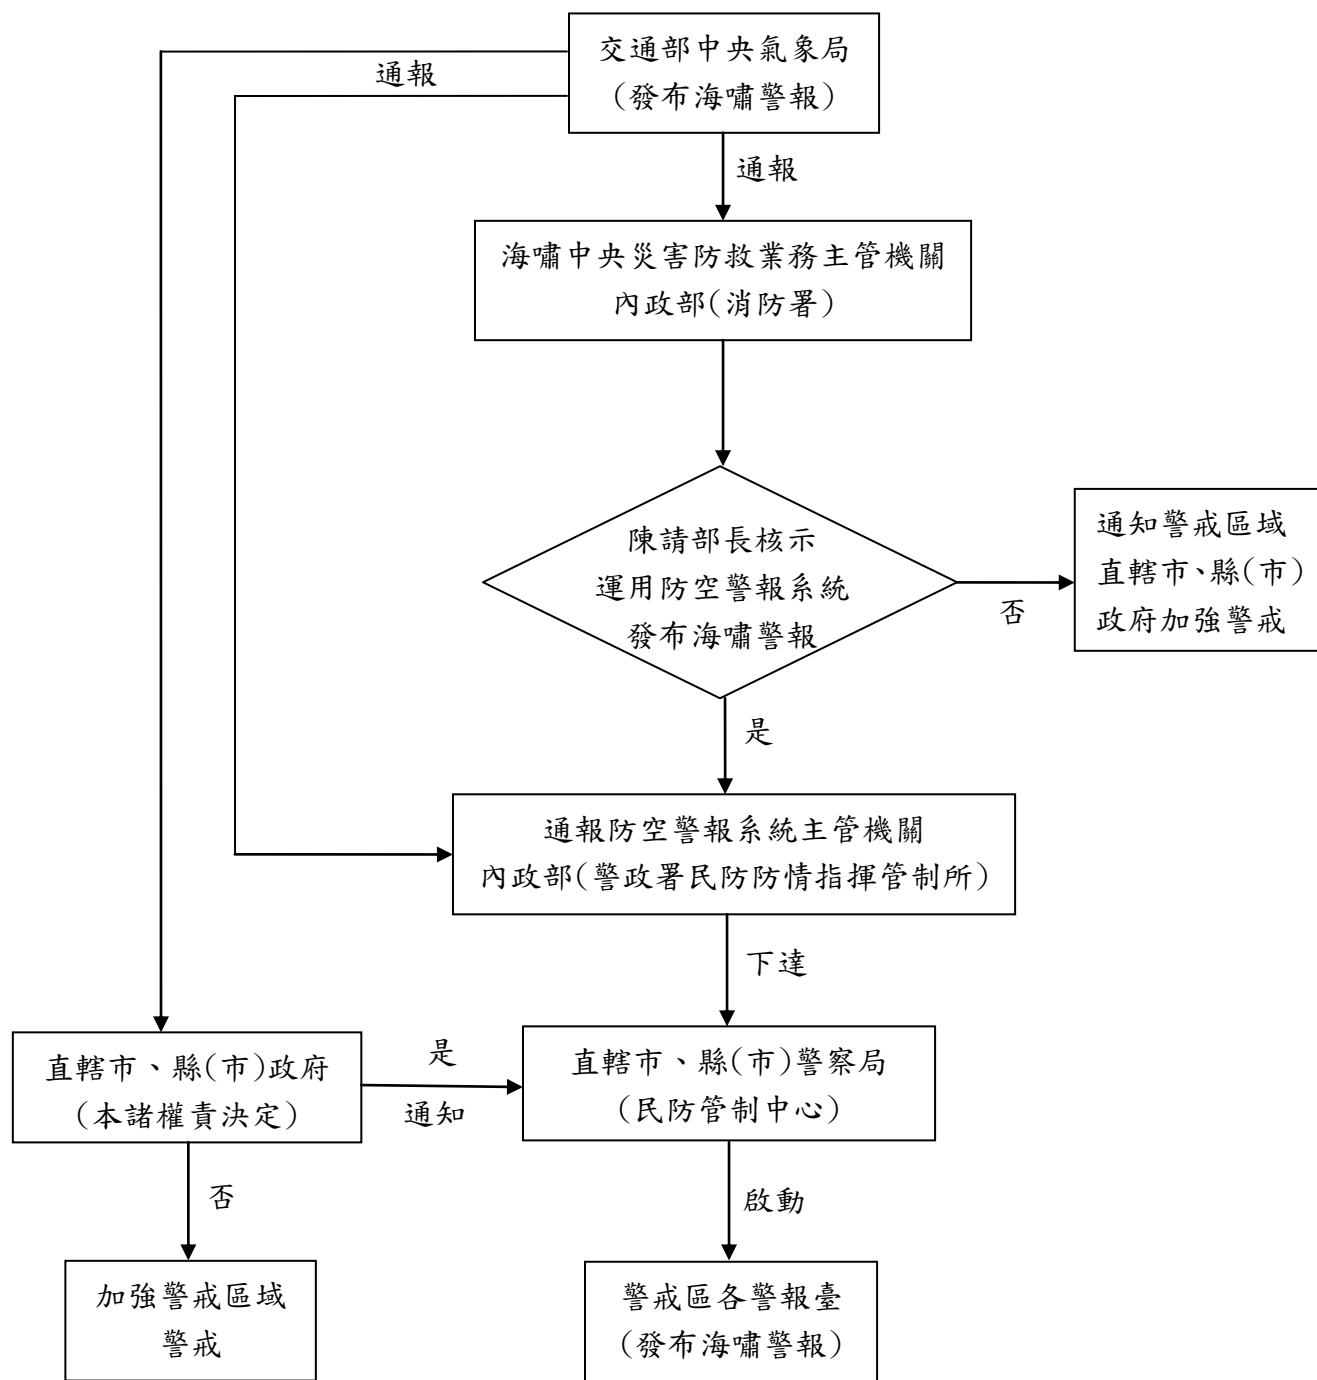 交通部中央氣象局
(發布海嘯警報)
通報
通報
海嘯中央災害防救業務主管機關
內政部(消防署)
陳請部長核示
運用防空警報系統
發布海嘯警報
否
通知警戒區域
直轄市、縣(市)
政府加強警戒
是
通報防空警報系統主管機關
內政部(警政署民防防情指揮管制所)
下達
直轄市、縣(市)政府
(本諸權責決定)
是
通知
直轄市、縣(市)警察局
(民防管制中心)
否
啟動
加強警戒區域
警戒
警戒區各警報臺
(發布海嘯警報)